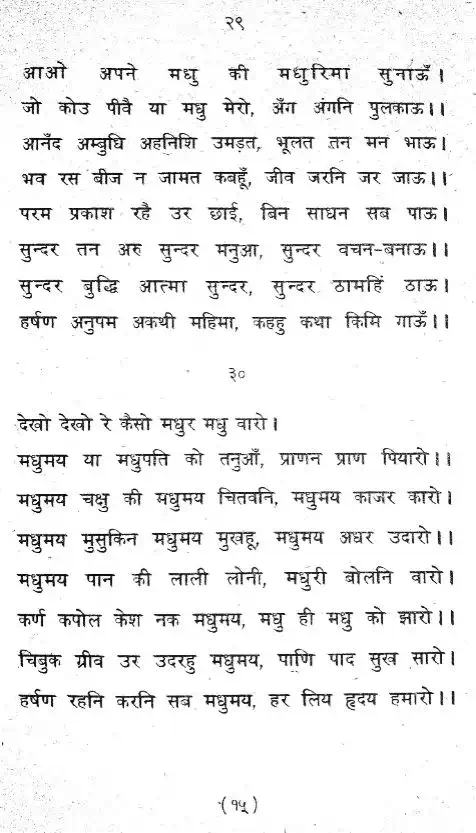 २९
आओ अपने मधु की मधुरिमा सुनाऊँ।
जो कोउ पीवै या मधु मेरो, अँग अंगनि पुलकाऊ।।
आनँद अम्बुधि अहनिशि उमड़त, भूलत तन मन भाऊ।
भव रस बीज न जामत कबहूँ, जीव जरनि जर जाऊ।।
परम प्रकाश रहै उर छाई, बिन साधन सब पाऊ।
सुन्दर तन अरु सुन्दर मनुआ, सुन्दर वचन-बनाऊ।।
सुन्दर बुद्धि आत्मा सुन्दर, सुन्दर ठामहिं ठाऊ।
हर्षण अनुपम अकथी महिमा, कहहु कथा किमि गाऊँ।।
३०
देखो देखो रे कैसो मधुर मधु वारो।
मधुमय या मधुपति को तनुआँ, प्राणन प्राण पियारो।।
मधुमय चक्षु की मधुमय चितवनि, मधुमय काजर कारो।
मधुमय मुसुकिन मधुमय मुखहू, मधुमय अधर उदारो।।
मधुमय पान की लाली लोनी, मधुरी बोलनि वारो।
कर्ण कपोल केश नक मधुमय, मधु ही मधु को झारो।।
चिबुक ग्रीव उर उदरहु मधुमय, पाणि पाद सुख सारो।
हर्षण रहनि करनि सब मधुमय, हर लिय हृदय हमारो।।
(१५)